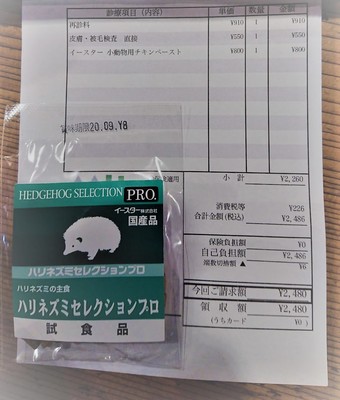 診療項目（内容） 単価 数量 金額
再診料 ¥910 1 ¥910
皮膚・被毛検査 直接 ¥550 1 ¥550
イースター 小動物用チキンペースト ¥800 1 ¥800
賞味期限20.09.Y8
小計 ¥2,260
消費税等 ¥226
合計金額（税込） ¥2,486
保険負担額 ¥0
自己負担額 ¥2,486
端数切捨額 ▲ ¥6
今回ご請求額 ¥2,480
領収額 ¥2,480
（うちカード ¥0）
HEDGEHOG SELECTION PRO.
イースター株式会社
国産品
ハリネズミセレクションプロ
ハリネズミの主食
ハリネズミセレクションプロ
試食品